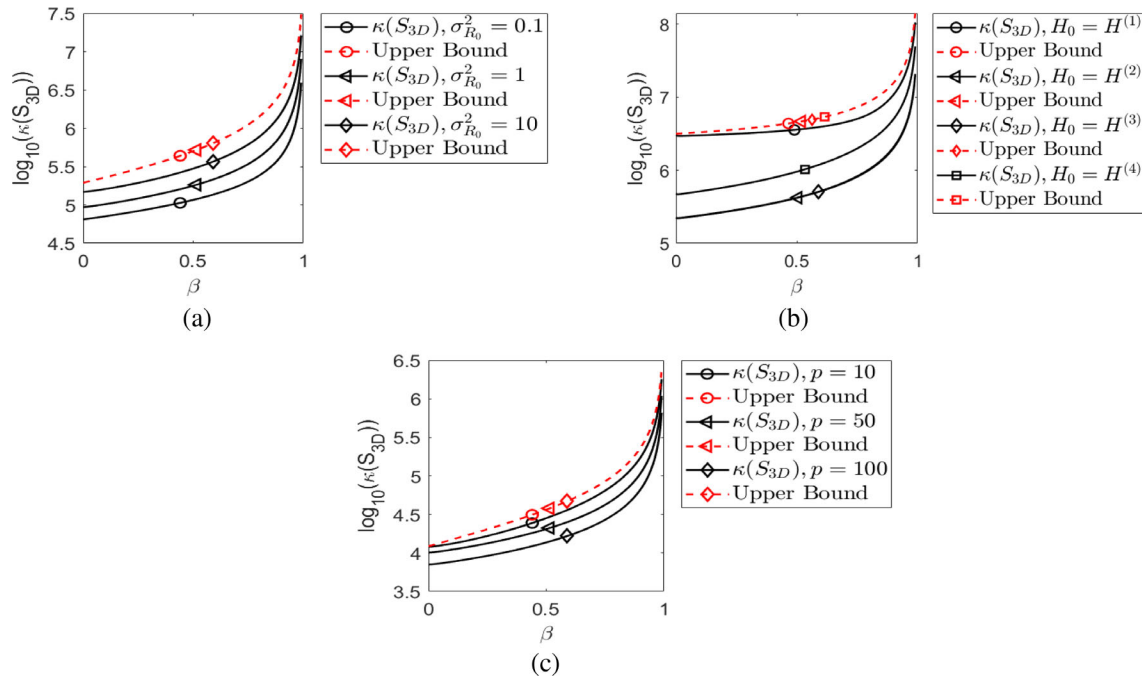 7.5
7
6.5
6
5.5
5
4.5
0
0.5
1
log₁₀(κ(S₃D))
β
κ(S₃D), σ²_R₀ = 0.1
Upper Bound
κ(S₃D), σ²_R₀ = 1
Upper Bound
κ(S₃D), σ²_R₀ = 10
Upper Bound
(a)
8
7
6
5
0
0.5
1
log₁₀(κ(S₃D))
β
κ(S₃D), H₀ = H⁽¹⁾
Upper Bound
κ(S₃D), H₀ = H⁽²⁾
Upper Bound
κ(S₃D), H₀ = H⁽³⁾
Upper Bound
κ(S₃D), H₀ = H⁽⁴⁾
Upper Bound
(b)
6.5
6
5.5
5
4.5
4
3.5
0
0.5
1
log₁₀(κ(S₃D))
β
κ(S₃D), p = 10
Upper Bound
κ(S₃D), p = 50
Upper Bound
κ(S₃D), p = 100
Upper Bound
(c)